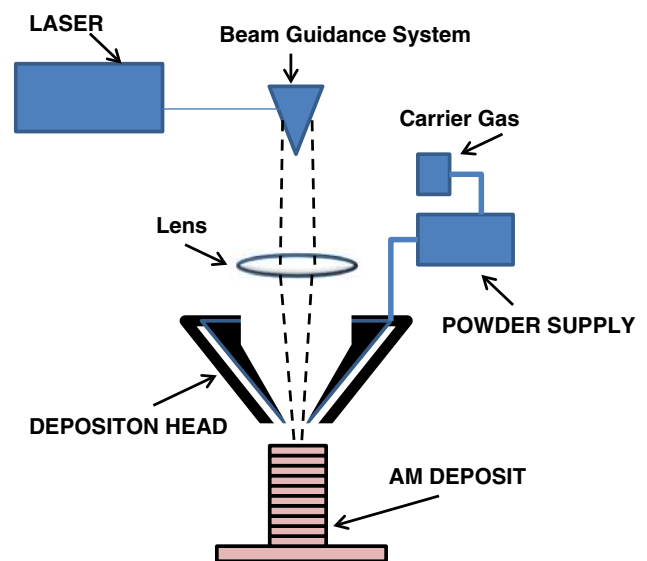 LASER
Beam Guidance System
Carrier Gas
Lens
POWDER SUPPLY
DEPOSITON HEAD
AM DEPOSIT